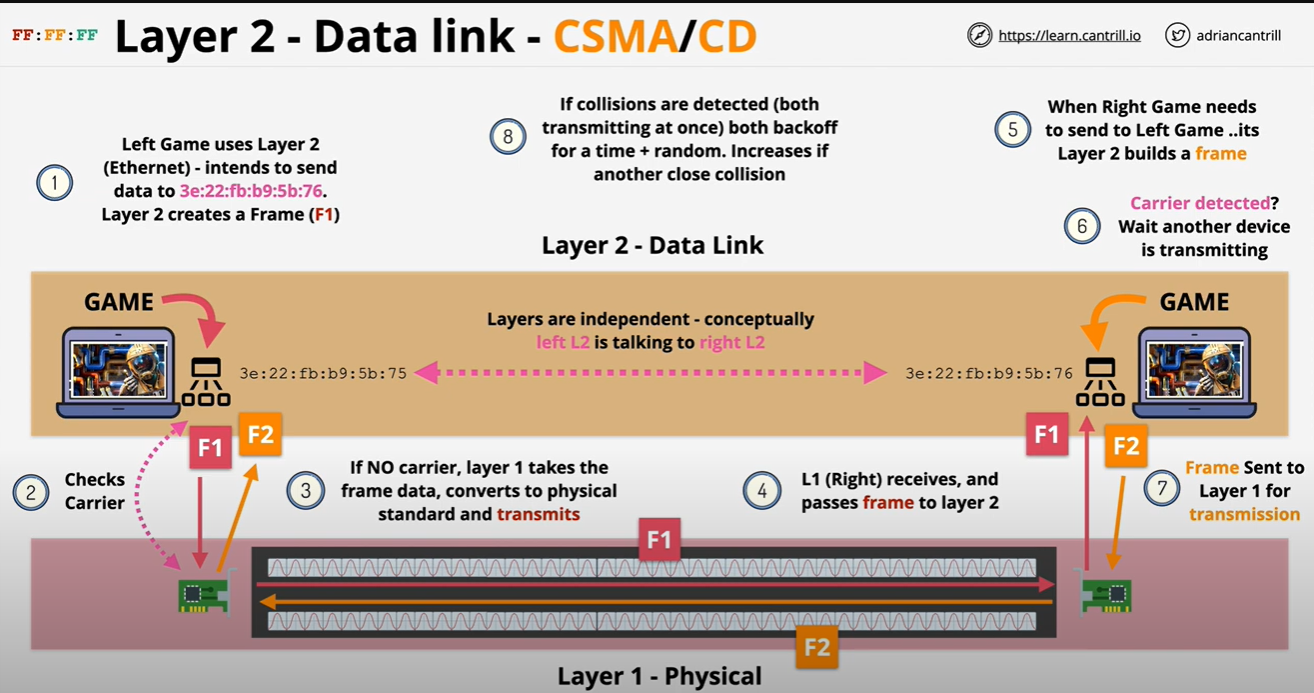 FF:FF:FF
Layer 2 - Data link - CSMA/CD
https://learn.cantrill.io
adriancantrill
1
Left Game uses Layer 2
(Ethernet) - intends to send
data to 3e:22:fb:b9:5b:76.
Layer 2 creates a Frame (F1)
8
If collisions are detected (both
transmitting at once) both backoff
for a time + random. Increases if
another close collision
5
When Right Game needs
to send to Left Game ..its
Layer 2 builds a frame
6
Carrier detected?
Wait another device
is transmitting
Layer 2 - Data Link
GAME
Layers are independent - conceptually
left L2 is talking to right L2
GAME
3e:22:fb:b9:5b:75
3e:22:fb:b9:5b:76
F1
F2
F1
F2
2
Checks
Carrier
3
If NO carrier, layer 1 takes the
frame data, converts to physical
standard and transmits
4
L1 (Right) receives, and
passes frame to layer 2
7
Frame Sent to
Layer 1 for
transmission
F1
F2
Layer 1 - Physical